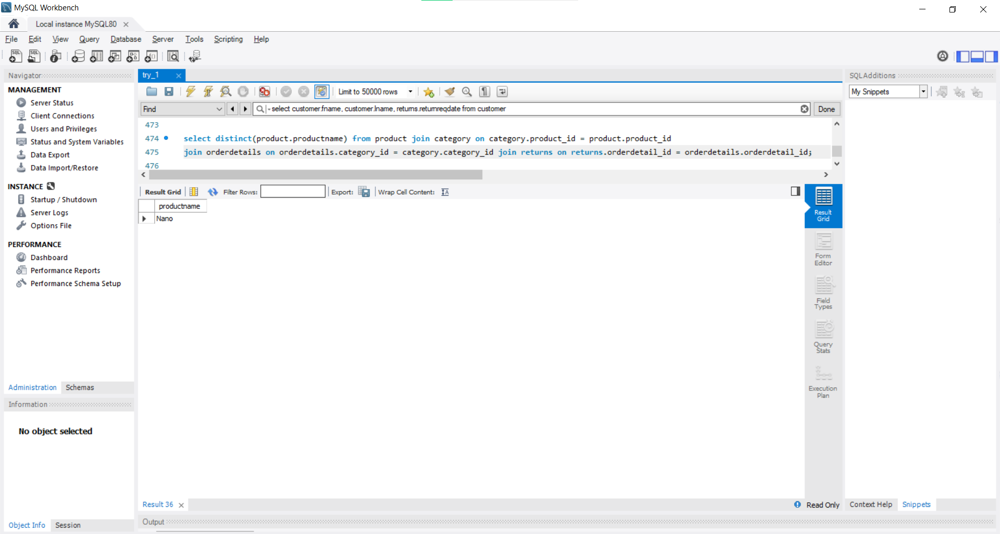 MySQL Workbench
Local instance MySQL80
File Edit View Query Database Server Tools Scripting Help
Navigator
MANAGEMENT
Server Status
Client Connections
Users and Privileges
Status and System Variables
Data Export
Data Import/Restore
INSTANCE
Startup / Shutdown
Server Logs
Options File
PERFORMANCE
Dashboard
Performance Reports
Performance Schema Setup
Administration Schemas
Information
No object selected
Object Info Session
try_1
Limit to 50000 rows
Find
select customer.fname, customer.lname, returns.returnreqdate from customer
Done
473
474 select distinct(product.productname) from product join category on category.product_id = product.product_id
475 join orderdetails on orderdetails.category_id = category.category_id join returns on returns.orderdetail_id = orderdetails.orderdetail_id;
476
Result Grid Filter Rows: Export: Wrap Cell Content:
productname
Nano
Result
Grid
Form
Editor
Field
Types
Query
Stats
Execution
Plan
Result 36
Read Only
Output
SQLAdditions
My Snippets
Context Help Snippets